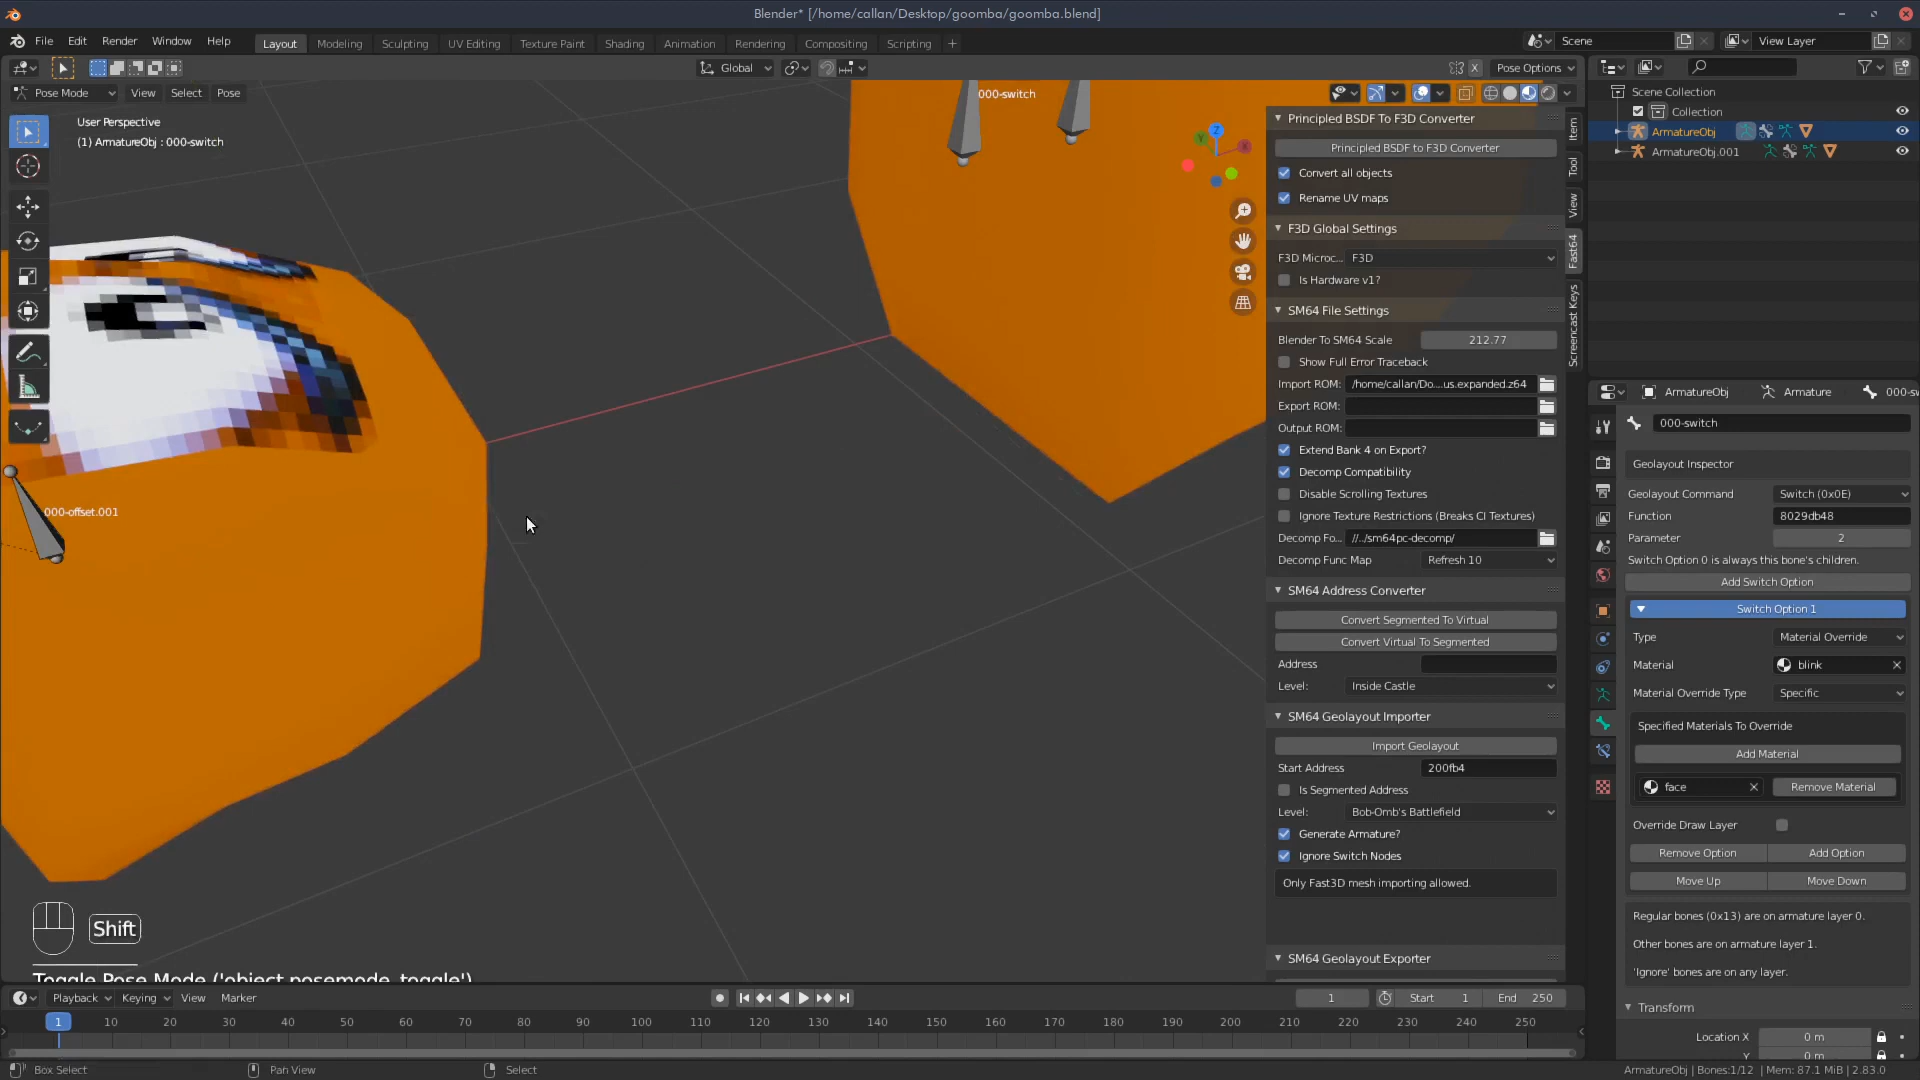 Blender* [/home/callan/Desktop/goomba/goomba.blend]
File Edit Render Window Help
Layout Modeling Sculpting UV Editing Texture Paint Shading Animation Rendering Compositing Scripting +
Scene
View Layer
Global
Pose Options
Pose Mode View Select Pose
User Perspective
(1) ArmatureObj : 000-switch
000-switch
000-offset.001
Z
Shift
Toggle Pose Mode ('object.posemode_toggle')
Principled BSDF To F3D Converter
Principled BSDF to F3D Converter
Convert all objects
Rename UV maps
F3D Global Settings
F3D Microc... F3D
Is Hardware v1?
SM64 File Settings
Blender To SM64 Scale 212.77
Show Full Error Traceback
Import ROM: /home/callan/Do....us.expanded.z64
Export ROM:
Output ROM:
Extend Bank 4 on Export?
Decomp Compatibility
Disable Scrolling Textures
Ignore Texture Restrictions (Breaks CI Textures)
Decomp Fo... //../sm64pc-decomp/
Decomp Func Map Refresh 10
SM64 Address Converter
Convert Segmented To Virtual
Convert Virtual To Segmented
Address
Level: Inside Castle
SM64 Geolayout Importer
Import Geolayout
Start Address 200fb4
Is Segmented Address
Level: Bob-Omb's Battlefield
Generate Armature?
Ignore Switch Nodes
Only Fast3D mesh importing allowed.
SM64 Geolayout Exporter
Item
Tool
View
Fast64
Screencast Keys
Scene Collection
Collection
ArmatureObj
ArmatureObj.001
ArmatureObj Armature 000-s
000-switch
Geolayout Inspector
Geolayout Command Switch (0x0E)
Function 8029db48
Parameter 2
Switch Option 0 is always this bone's children.
Add Switch Option
Switch Option 1
Type Material Override
Material blink
Material Override Type Specific
Specified Materials To Override
Add Material
face Remove Material
Override Draw Layer
Remove Option Add Option
Move Up Move Down
Regular bones (0x13) are on armature layer 0.
Other bones are on armature layer 1.
'Ignore' bones are on any layer.
Transform
Location X 0 m
Y 0 m
Playback Keying View Marker
1 Start 1 End 250
1 10 20 30 40 50 60 70 80 90 100 110 120 130 140 150 160 170 180 190 200 210 220 230 240 250
Box Select Pan View Select
ArmatureObj | Bones:1/12 | Mem: 87.1 MiB | 2.83.0